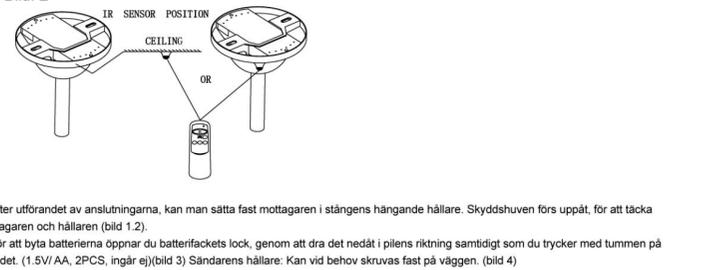 IR SENSOR POSITION
CEILING
OR
ter utförandet av anslutningarna, kan man sätta fast mottagaren i stångens hängande hållare. Skyddshuven förs uppåt, för att täcka
agaren och hållaren (bild 1.2).
ör att byta batterierna öppnar du batterifackets lock, genom att dra det nedåt i pilens riktning samtidigt som du trycker med tummen på
det. (1.5V/ AA, 2PCS, ingår ej)(bild 3) Sändarens hållare: Kan vid behov skruvas fast på väggen. (bild 4)